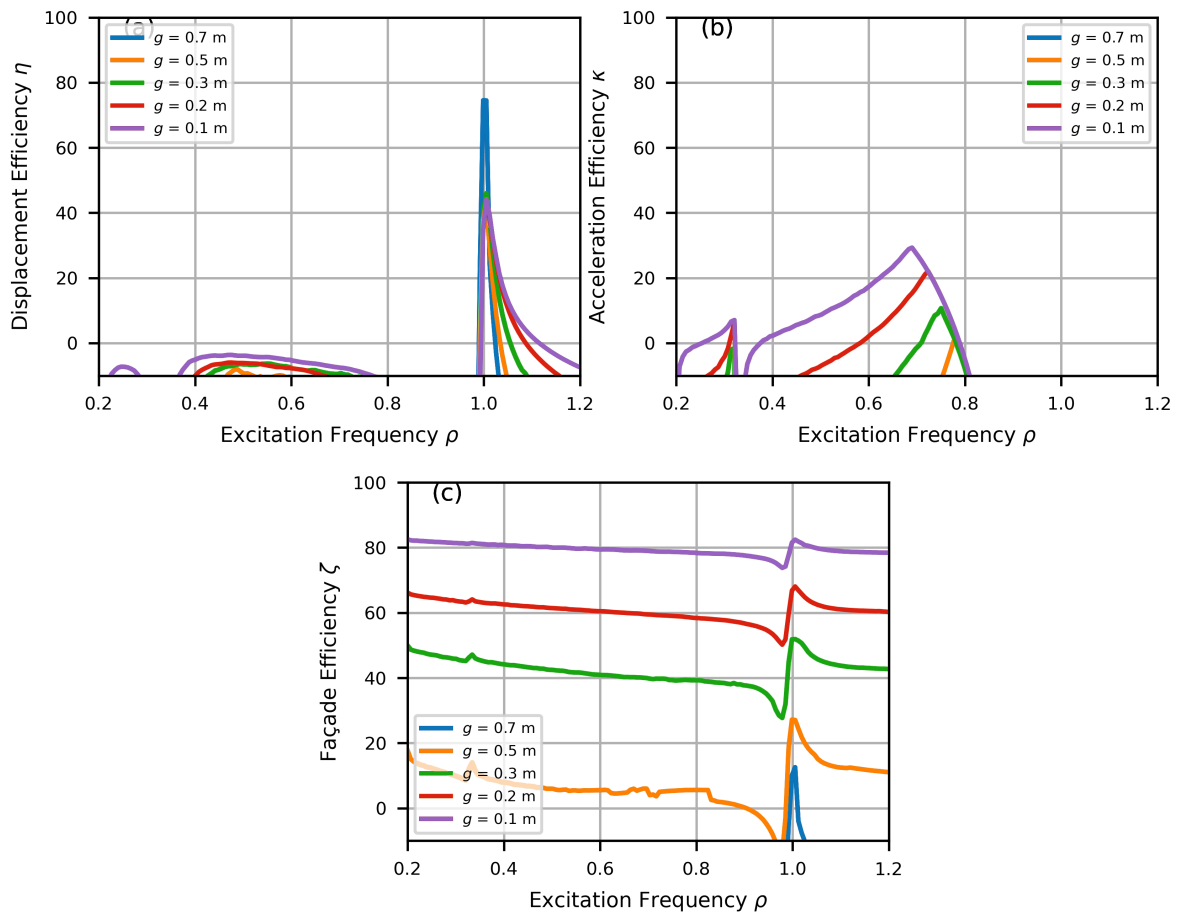 100
80
60
40
20
0
Displacement Efficiency η
(a)
g = 0.7 m
g = 0.5 m
g = 0.3 m
g = 0.2 m
g = 0.1 m
0.2 0.4 0.6 0.8 1.0 1.2
Excitation Frequency ρ
100
80
60
40
20
0
Acceleration Efficiency κ
(b)
g = 0.7 m
g = 0.5 m
g = 0.3 m
g = 0.2 m
g = 0.1 m
0.2 0.4 0.6 0.8 1.0 1.2
Excitation Frequency ρ
100
80
60
40
20
0
Façade Efficiency ζ
(c)
g = 0.7 m
g = 0.5 m
g = 0.3 m
g = 0.2 m
g = 0.1 m
0.2 0.4 0.6 0.8 1.0 1.2
Excitation Frequency ρ